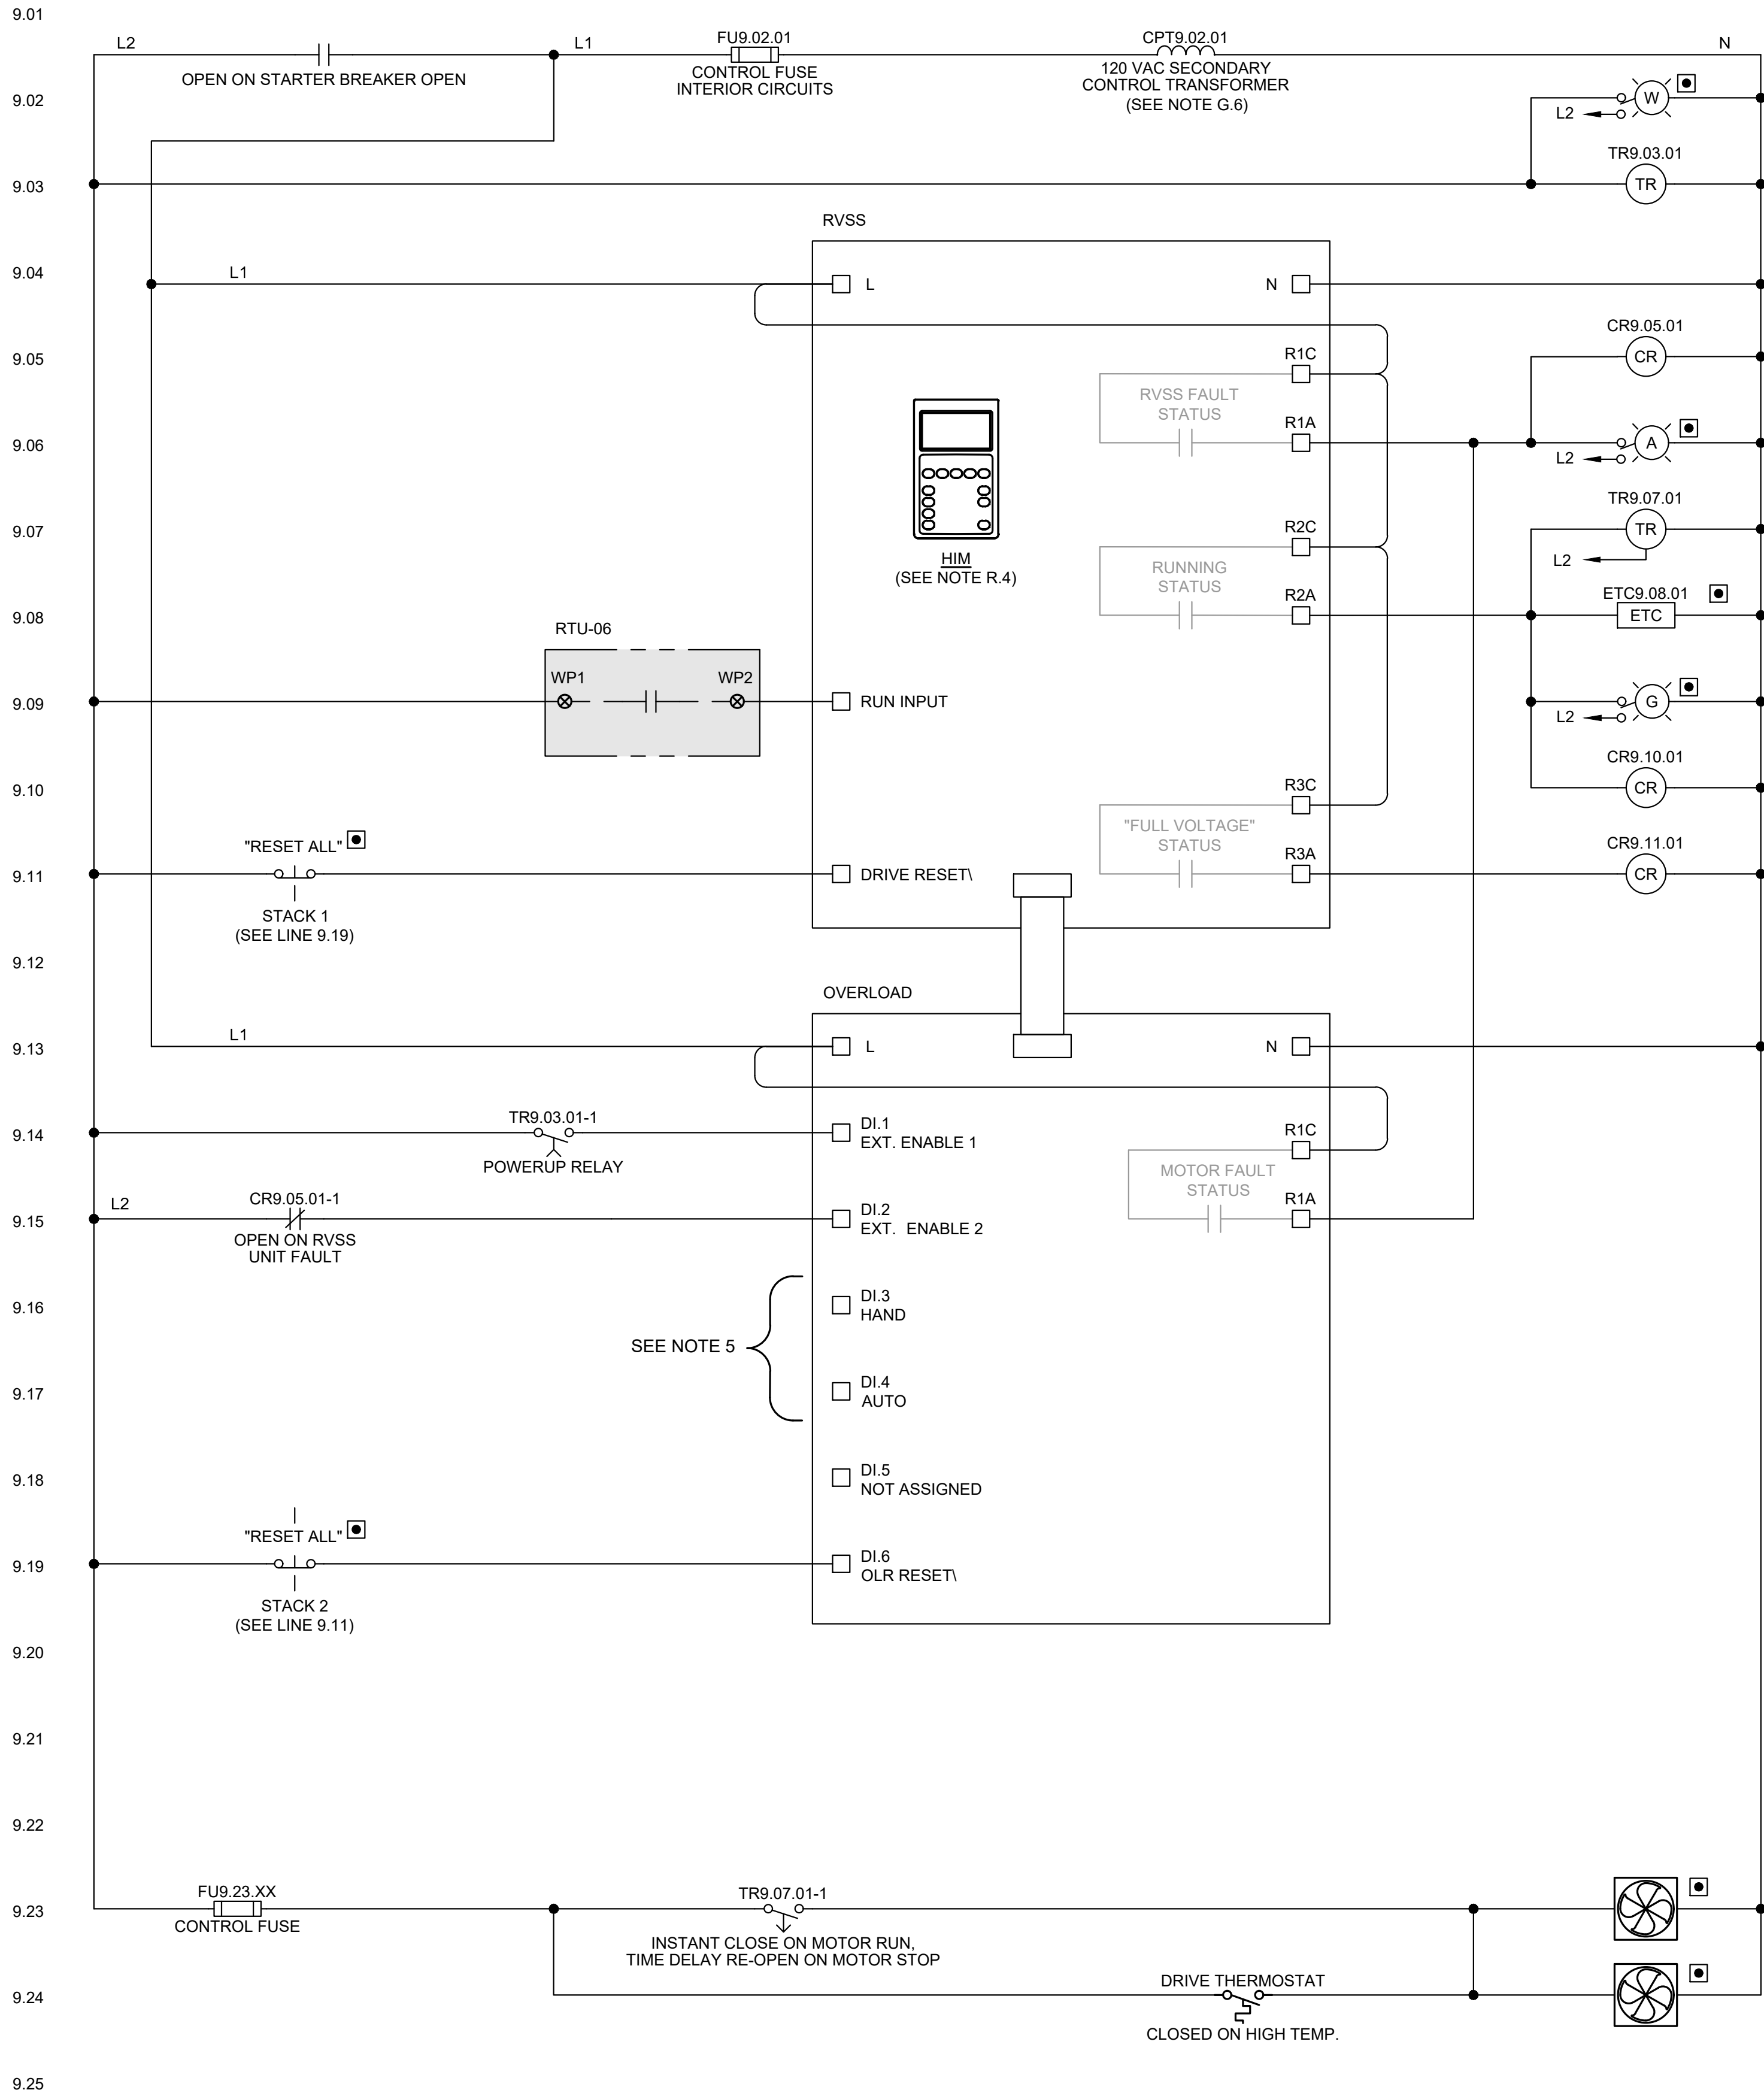 9.01
L2
L1
FU9.02.01
CPT9.02.01
N
OPEN ON STARTER BREAKER OPEN
CONTROL FUSE
INTERIOR CIRCUITS
120 VAC SECONDARY
CONTROL TRANSFORMER
(SEE NOTE G.6)
9.02
W
L2
TR9.03.01
9.03
TR
RVSS
9.04
L1
L
N
CR9.05.01
9.05
R1C
CR
RVSS FAULT
STATUS
9.06
R1A
A
L2
TR9.07.01
9.07
R2C
TR
HIM
(SEE NOTE R.4)
L2
RUNNING
STATUS
9.08
R2A
ETC9.08.01
ETC
RTU-06
WP1
WP2
9.09
RUN INPUT
G
L2
CR9.10.01
9.10
R3C
CR
"FULL VOLTAGE"
STATUS
"RESET ALL"
CR9.11.01
9.11
DRIVE RESET\
R3A
CR
STACK 1
(SEE LINE 9.19)
9.12
OVERLOAD
9.13
L1
L
N
TR9.03.01-1
9.14
POWERUP RELAY
DI.1
EXT. ENABLE 1
R1C
MOTOR FAULT
STATUS
L2
CR9.05.01-1
9.15
OPEN ON RVSS
UNIT FAULT
DI.2
EXT. ENABLE 2
R1A
9.16
DI.3
HAND
SEE NOTE 5
9.17
DI.4
AUTO
9.18
DI.5
NOT ASSIGNED
"RESET ALL"
9.19
DI.6
OLR RESET\
STACK 2
(SEE LINE 9.11)
9.20
9.21
9.22
FU9.23.XX
TR9.07.01-1
9.23
CONTROL FUSE
INSTANT CLOSE ON MOTOR RUN,
TIME DELAY RE-OPEN ON MOTOR STOP
DRIVE THERMOSTAT
9.24
CLOSED ON HIGH TEMP.
9.25